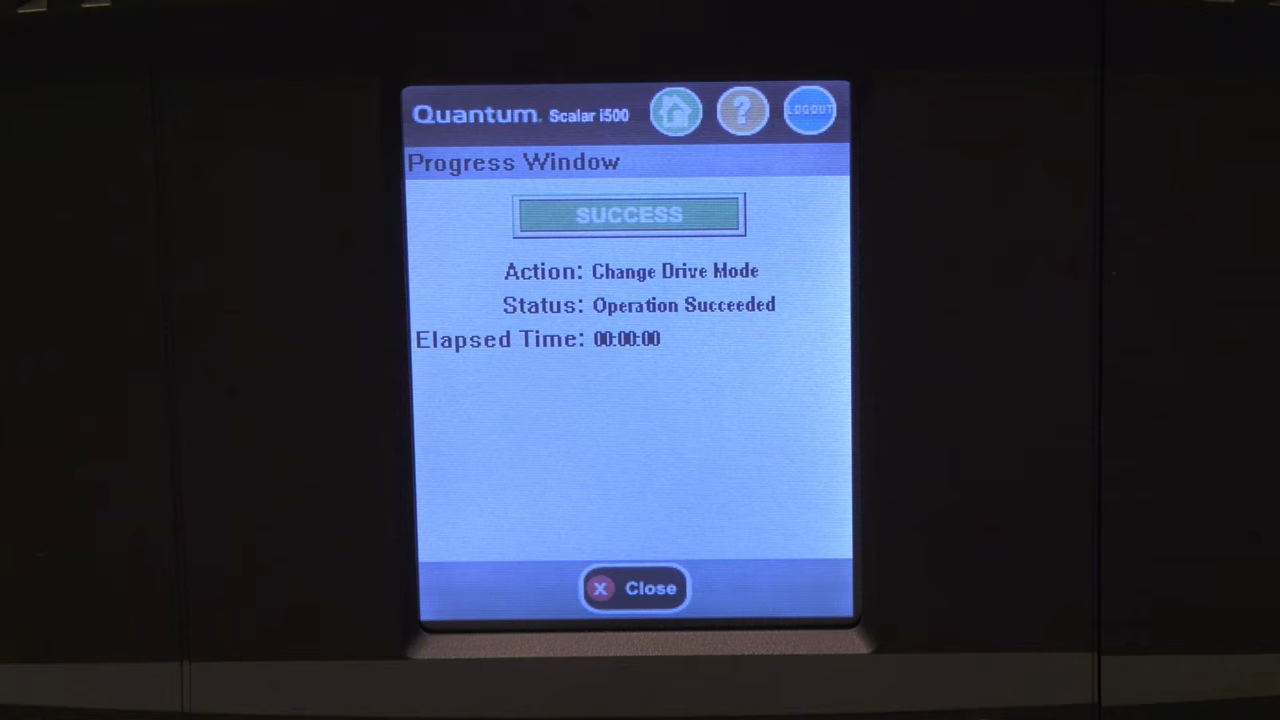 Quantum. Scalar i500 ? LOGOUT
Progress Window
SUCCESS
Action: Change Drive Mode
Status: Operation Succeeded
Elapsed Time: 00:00:00
X Close